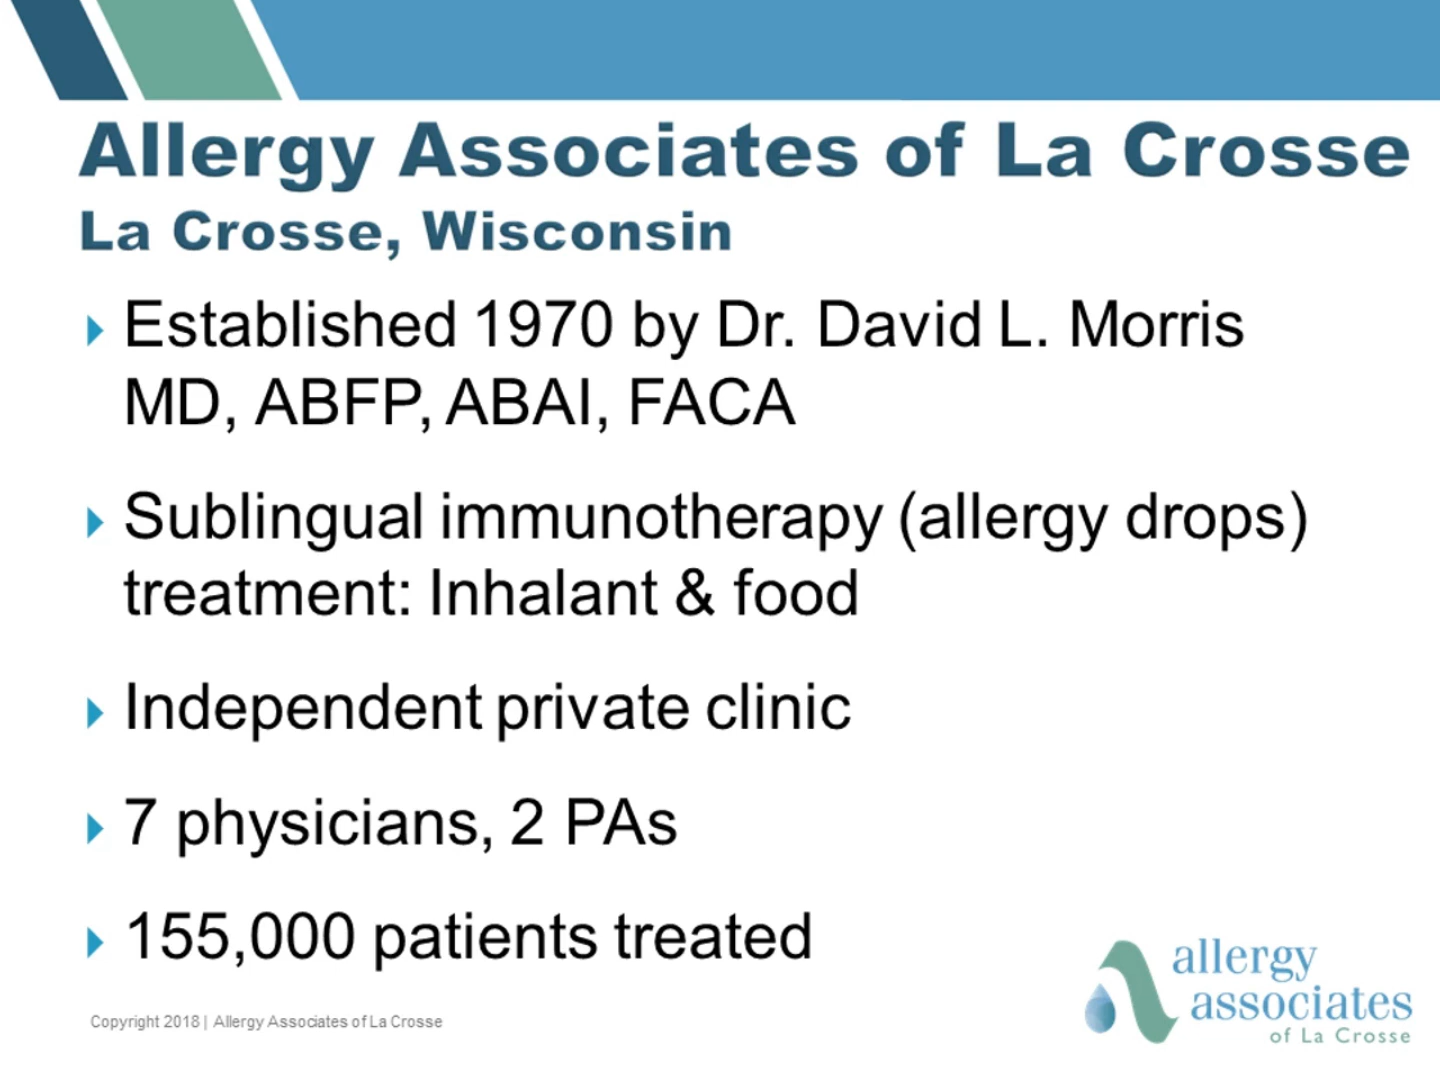 Allergy Associates of La Crosse
La Crosse, Wisconsin
Established 1970 by Dr. David L. Morris
MD, ABFP, ABAI, FACA
Sublingual immunotherapy (allergy drops)
treatment: Inhalant & food
Independent private clinic
7 physicians, 2 PAs
155,000 patients treated
Copyright 2018 | Allergy Associates of La Crosse
allergy
associates
of La Crosse